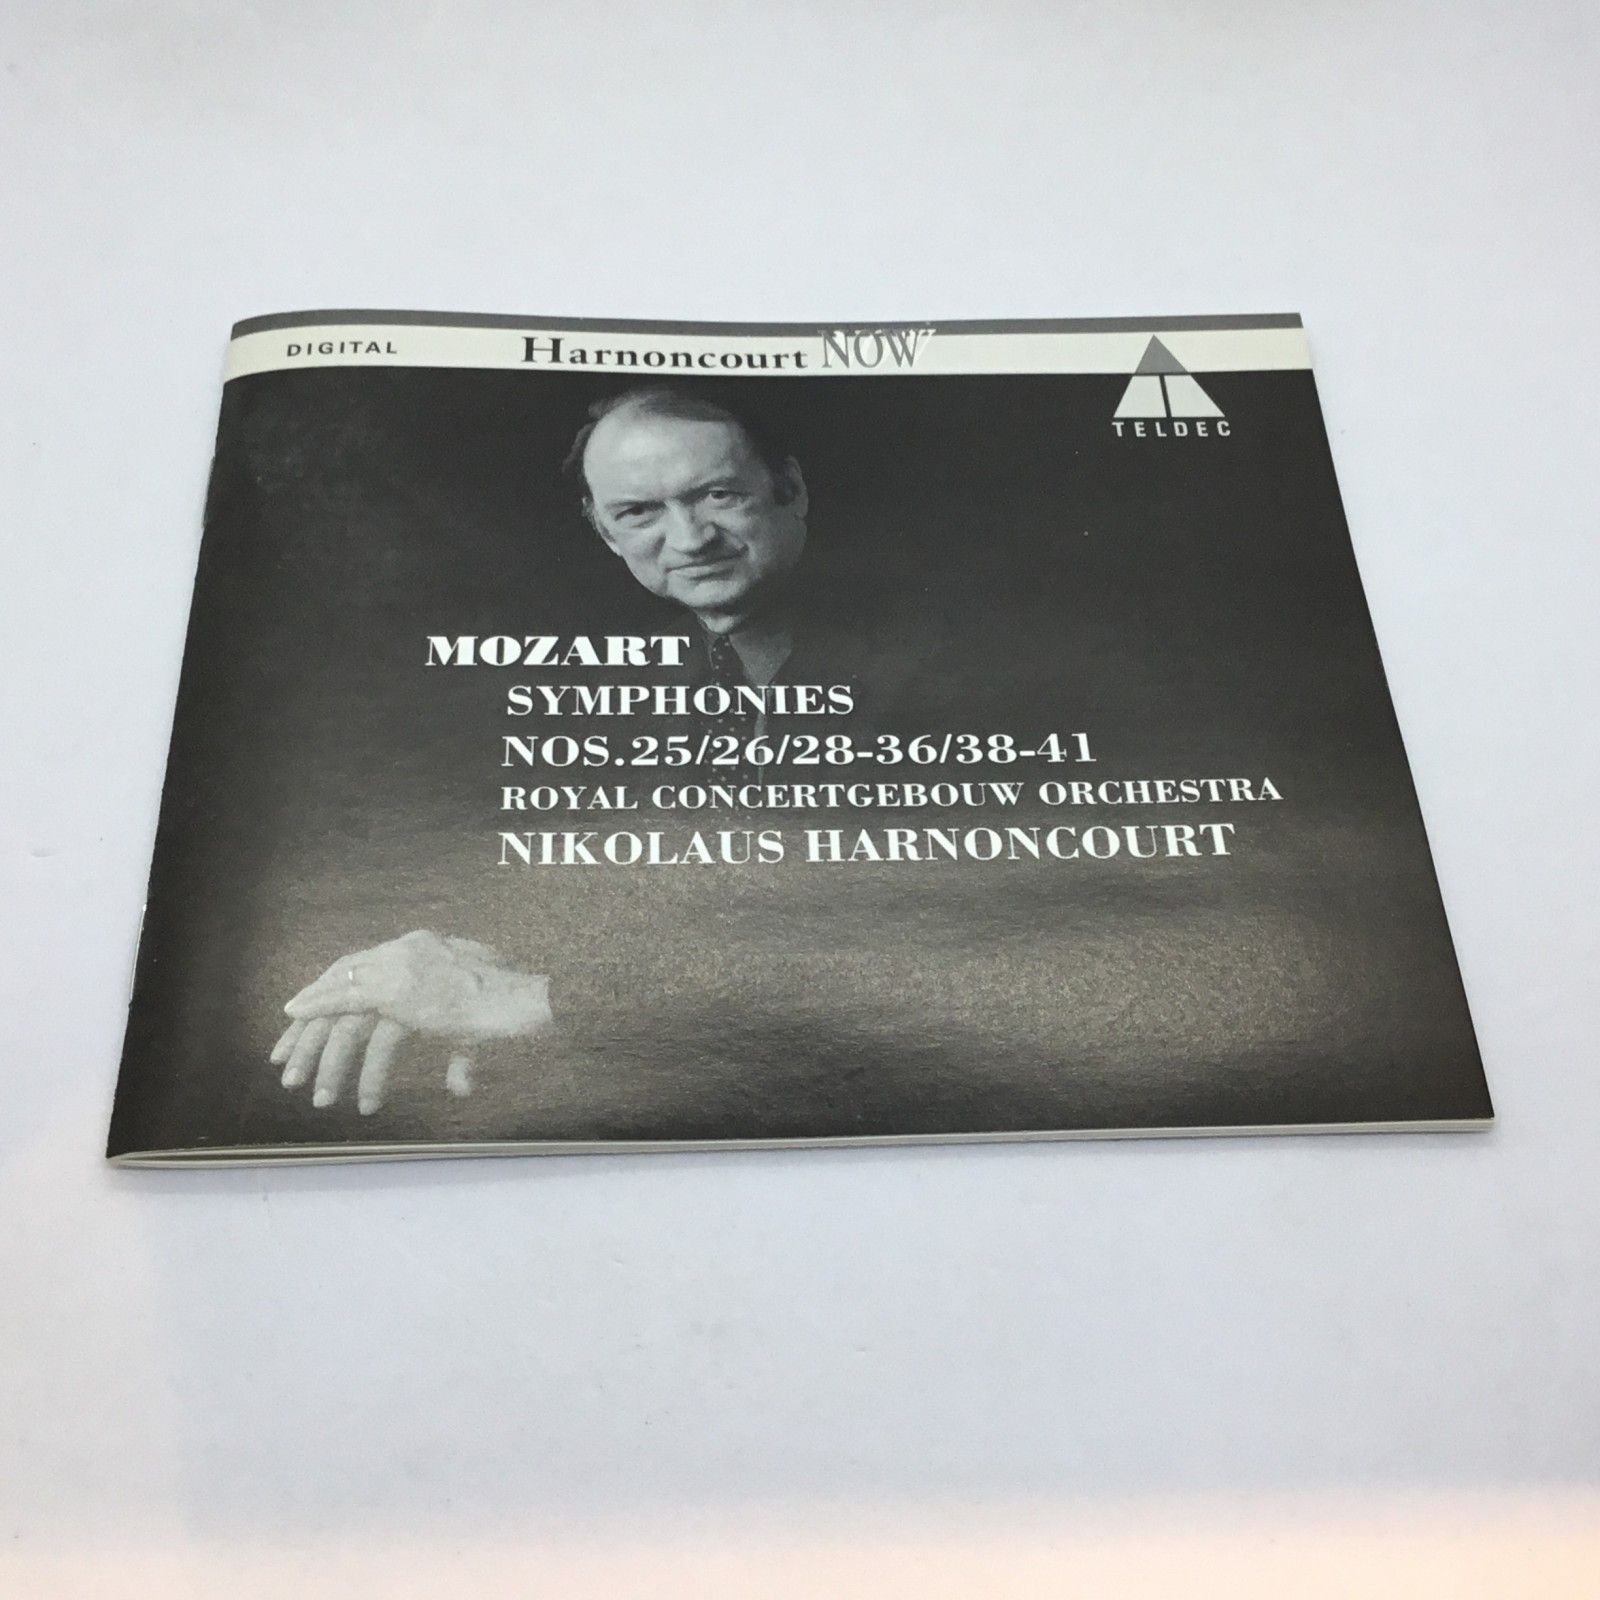 DIGITAL
Harnoncourt NOW
TELDEC
MOZART
SYMPHONIES
NOS.25/26/28-36/38-41
ROYAL CONCERTGEBOUW ORCHESTRA
NIKOLAUS HARNONCOURT